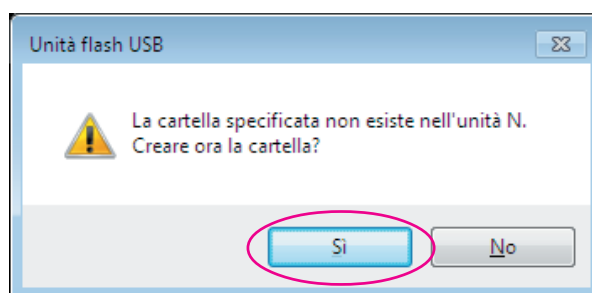 Unità flash USB
La cartella specificata non esiste nell'unità N.
Creare ora la cartella?
Sì
No